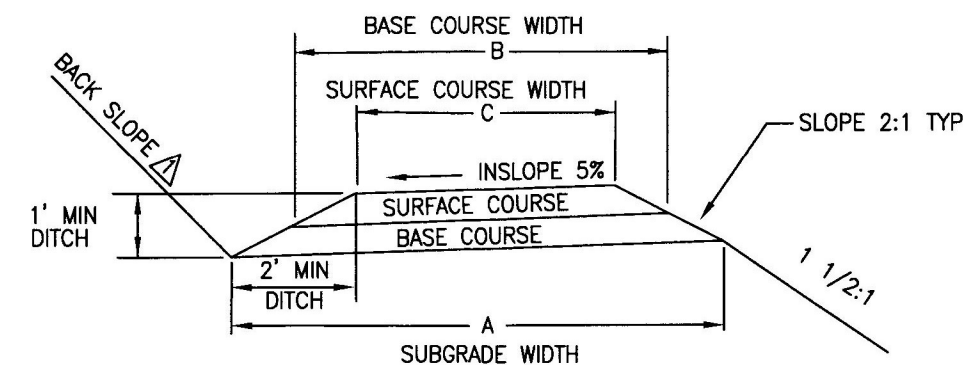 BASE COURSE WIDTH
B
BACK SLOPE 1
SURFACE COURSE WIDTH
C
SLOPE 2:1 TYP
INSLOPE 5%
SURFACE COURSE
1' MIN
DITCH
BASE COURSE
2' MIN
DITCH
1 1/2:1
A
SUBGRADE WIDTH